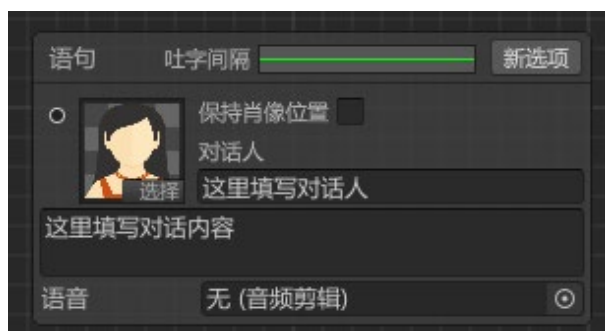 语句 吐字间隔 新选项
保持肖像位置
对话人
选择 这里填写对话人
这里填写对话内容
语音 无 (音频剪辑)